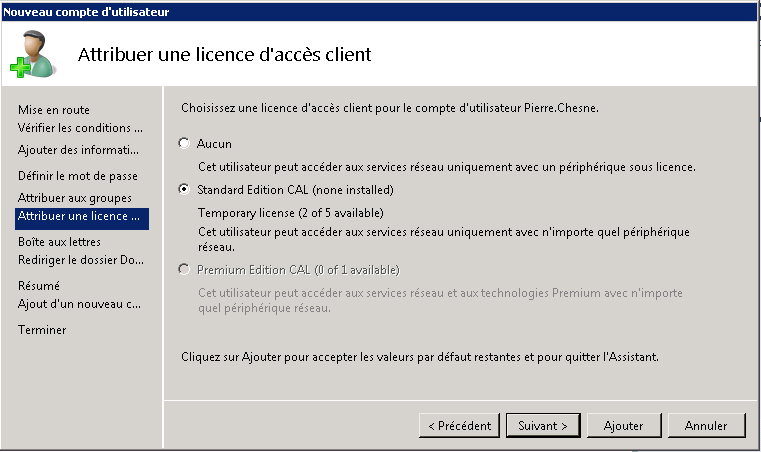 Nouveau compte d'utilisateur
Attribuer une licence d'accès client
Mise en route
Vérifier les conditions ...
Ajouter des informati...
Définir le mot de passe
Attribuer aux groupes
Attribuer une licence ...
Boîte aux lettres
Rediriger le dossier Do...
Résumé
Ajout d'un nouveau c...
Terminer
Choisissez une licence d'accès client pour le compte d'utilisateur Pierre.Chesne.
Aucun
Cet utilisateur peut accéder aux services réseau uniquement avec un périphérique sous licence.
Standard Edition CAL (none installed)
Temporary license (2 of 5 available)
Cet utilisateur peut accéder aux services réseau uniquement avec n'importe quel périphérique
réseau.
Premium Edition CAL (0 of 1 available)
Cet utilisateur peut accéder aux services réseau et aux technologies Premium avec n'importe
quel périphérique réseau.
Cliquez sur Ajouter pour accepter les valeurs par défaut restantes et pour quitter l'Assistant.
< Précédent
Suivant >
Ajouter
Annuler